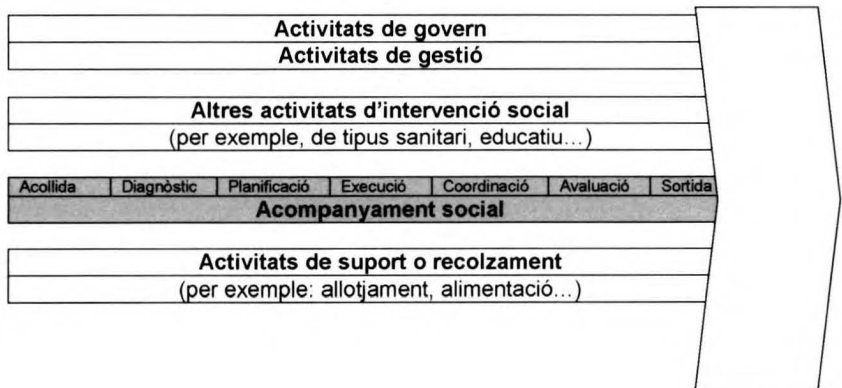 Activitats de govern
Activitats de gestió
Altres activitats d'intervenció social
(per exemple, de tipus sanitari, educatiu...)
Acollida Diagnòstic Planificació Execució Coordinació Avaluació Sortida
Acompanyament social
Activitats de suport o recolzament
(per exemple: allotjament, alimentació...)